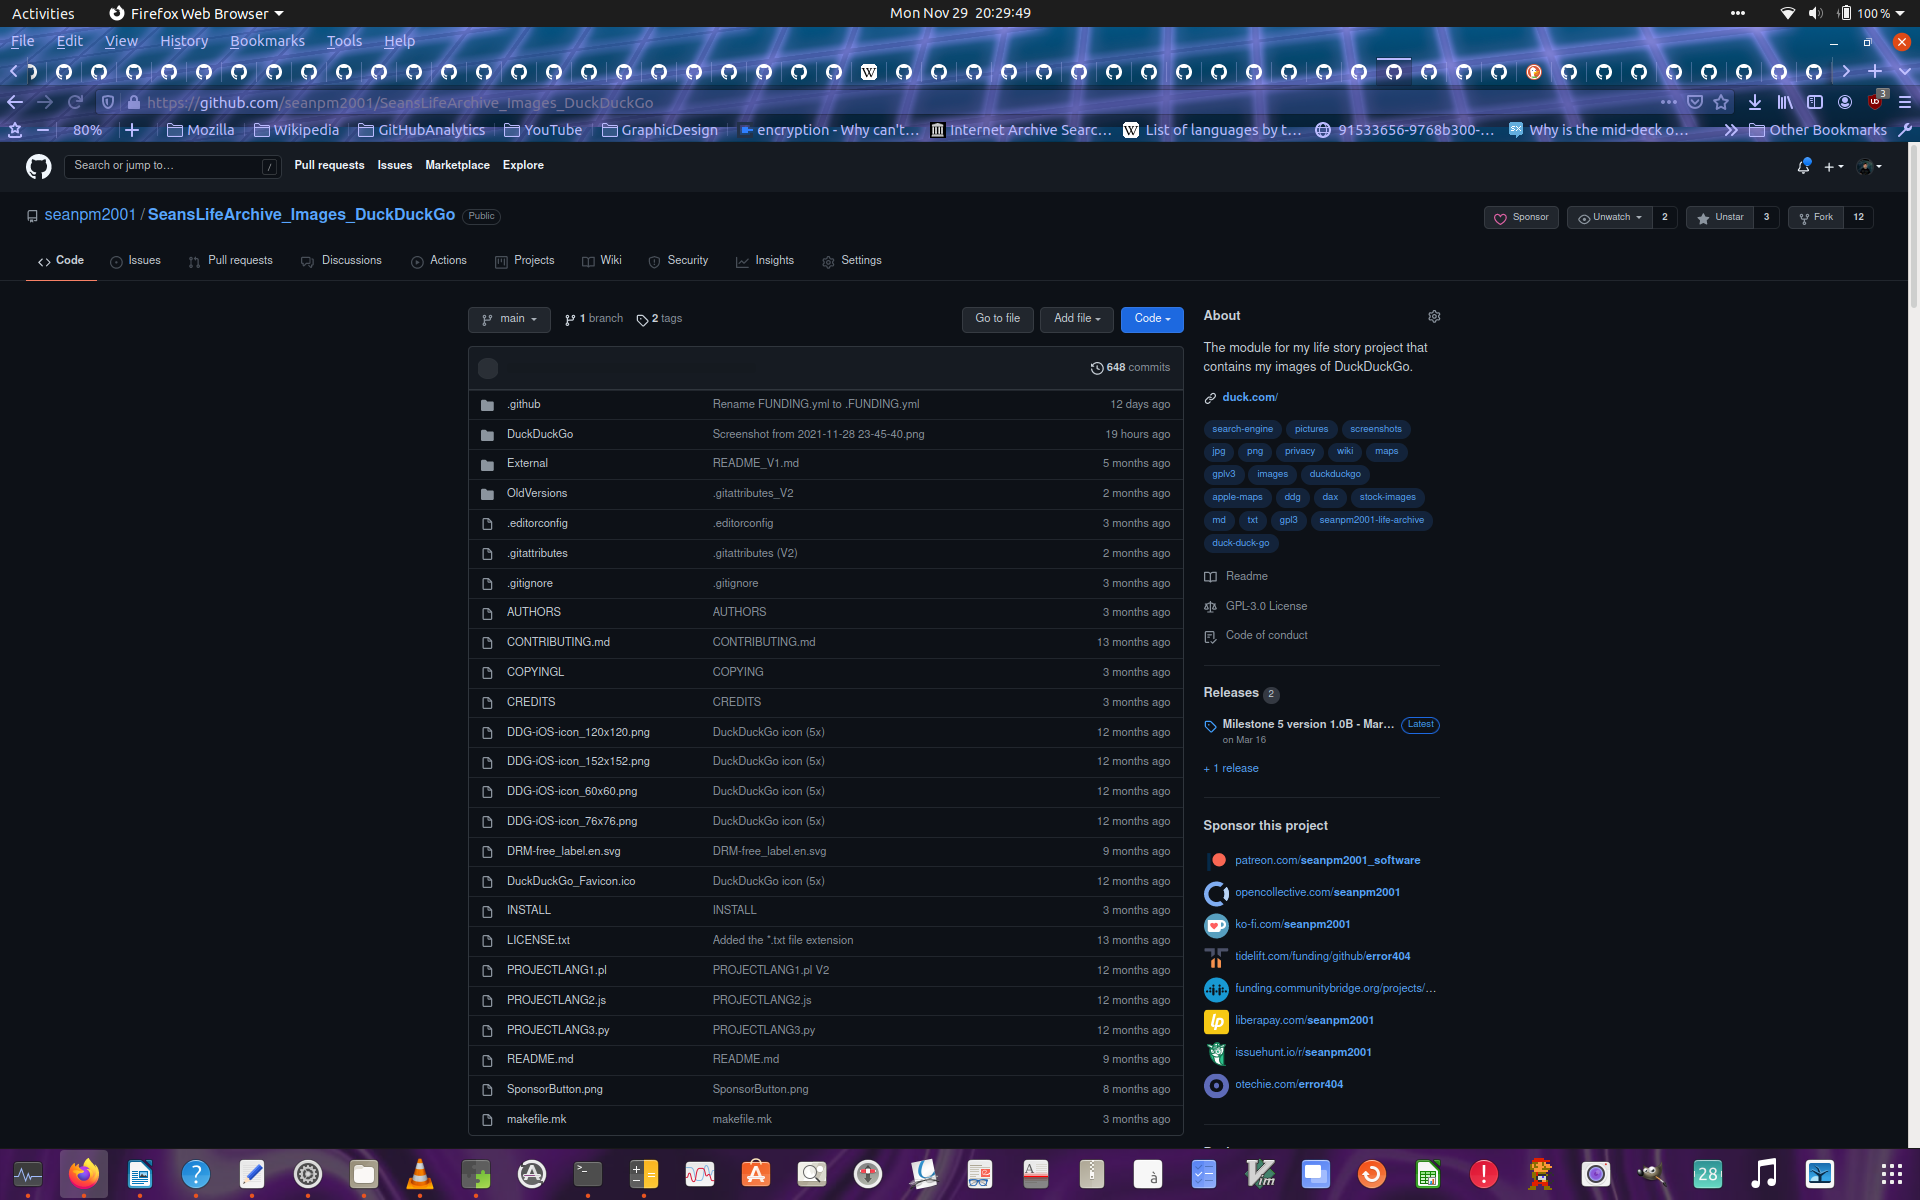 Activities Firefox Web Browser Mon Nov 29 20:29:49 100 %
File Edit View History Bookmarks Tools Help
https://github.com/seanpm2001/SeansLifeArchive_Images_DuckDuckGo 3
80% Mozilla Wikipedia GitHubAnalytics YouTube GraphicDesign encryption - Why can't… Internet Archive Searc… List of languages by t… 91533656-9768b300-… Why is the mid-deck o… Other Bookmarks
Search or jump to… / Pull requests Issues Marketplace Explore
seanpm2001 / SeansLifeArchive_Images_DuckDuckGo Public Sponsor Unwatch 2 Unstar 3 Fork 12
Code Issues Pull requests Discussions Actions Projects Wiki Security Insights Settings
main 1 branch 2 tags Go to file Add file Code
648 commits
.github Rename FUNDING.yml to .FUNDING.yml 12 days ago
DuckDuckGo Screenshot from 2021-11-28 23-45-40.png 19 hours ago
External README_V1.md 5 months ago
OldVersions .gitattributes_V2 2 months ago
.editorconfig .editorconfig 3 months ago
.gitattributes .gitattributes (V2) 2 months ago
.gitignore .gitignore 3 months ago
AUTHORS AUTHORS 3 months ago
CONTRIBUTING.md CONTRIBUTING.md 13 months ago
COPYINGL COPYING 3 months ago
CREDITS CREDITS 3 months ago
DDG-iOS-icon_120x120.png DuckDuckGo icon (5x) 12 months ago
DDG-iOS-icon_152x152.png DuckDuckGo icon (5x) 12 months ago
DDG-iOS-icon_60x60.png DuckDuckGo icon (5x) 12 months ago
DDG-iOS-icon_76x76.png DuckDuckGo icon (5x) 12 months ago
DRM-free_label.en.svg DRM-free_label.en.svg 9 months ago
DuckDuckGo_Favicon.ico DuckDuckGo icon (5x) 12 months ago
INSTALL INSTALL 3 months ago
LICENSE.txt Added the *.txt file extension 13 months ago
PROJECTLANG1.pl PROJECTLANG1.pl V2 12 months ago
PROJECTLANG2.js PROJECTLANG2.js 12 months ago
PROJECTLANG3.py PROJECTLANG3.py 12 months ago
README.md README.md 9 months ago
SponsorButton.png SponsorButton.png 8 months ago
makefile.mk makefile.mk 3 months ago
About
The module for my life story project that
contains my images of DuckDuckGo.
duck.com/
search-engine pictures screenshots
jpg png privacy wiki maps
gplv3 images duckduckgo
apple-maps ddg dax stock-images
md txt gpl3 seanpm2001-life-archive
duck-duck-go
Readme
GPL-3.0 License
Code of conduct
Releases 2
Milestone 5 version 1.0B - Mar… Latest
on Mar 16
+ 1 release
Sponsor this project
patreon.com/seanpm2001_software
opencollective.com/seanpm2001
ko-fi.com/seanpm2001
tidelift.com/funding/github/error404
funding.communitybridge.org/projects/…
liberapay.com/seanpm2001
issuehunt.io/r/seanpm2001
otechie.com/error404
28